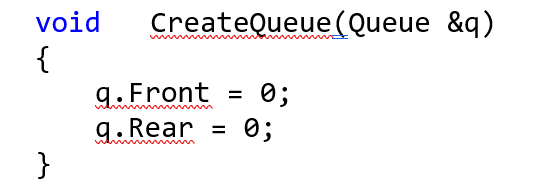 void   CreateQueue(Queue &q)
{
    q.Front = 0;
    q.Rear = 0;
}